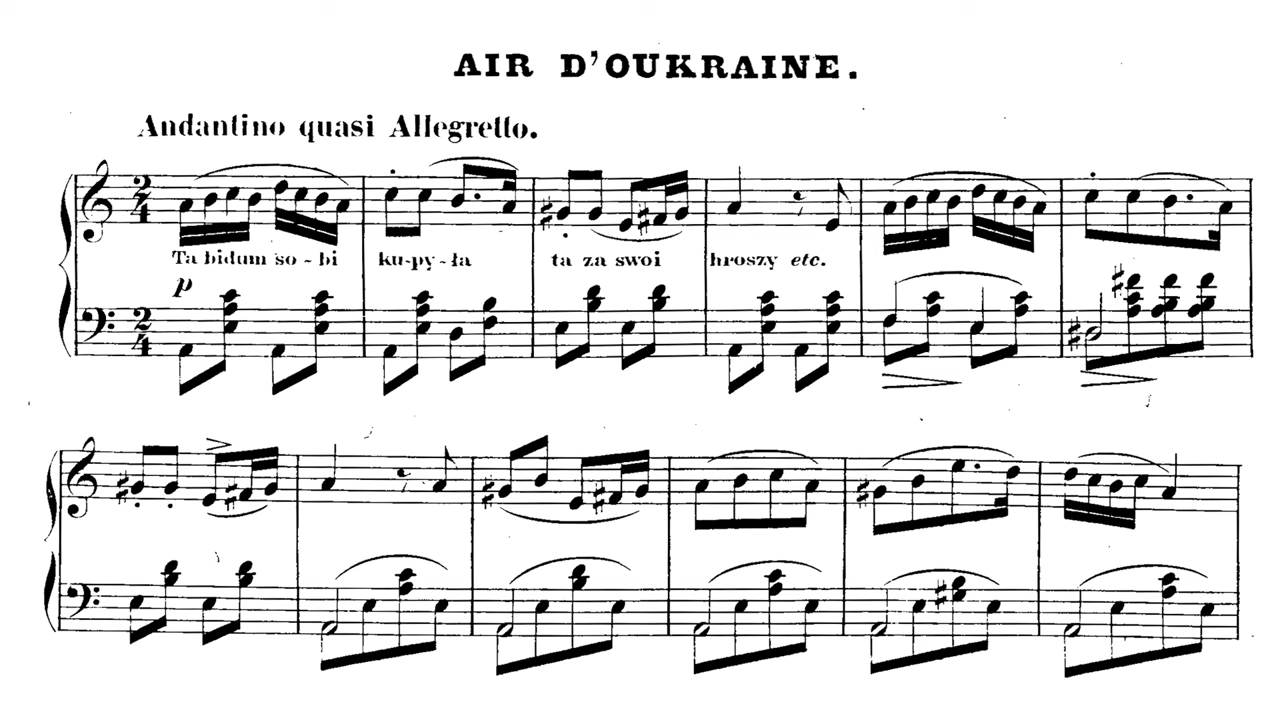 AIR D'OUKRAINE.
Andantino quasi Allegretto.
Ta bidum so-bi ku-py-ła ta za swoi hroszy etc.
p